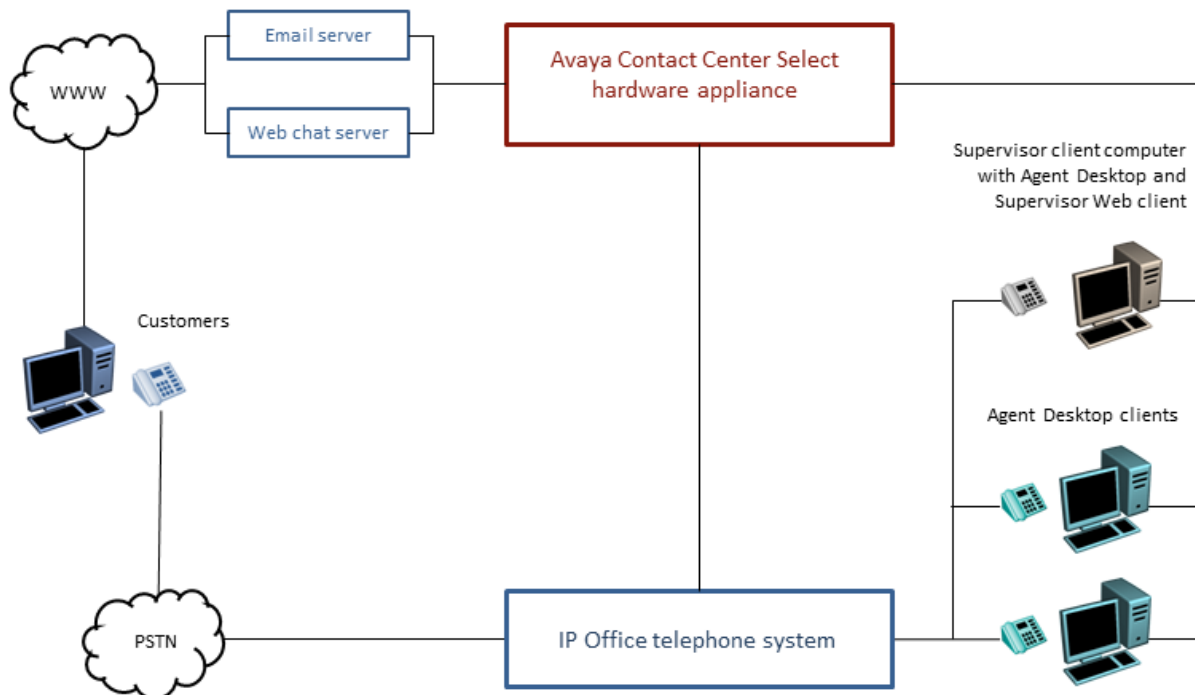 Email server
WWW
Web chat server
Avaya Contact Center Select
hardware appliance
Supervisor client computer
with Agent Desktop and
Supervisor Web client
Customers
Agent Desktop clients
PSTN
IP Office telephone system